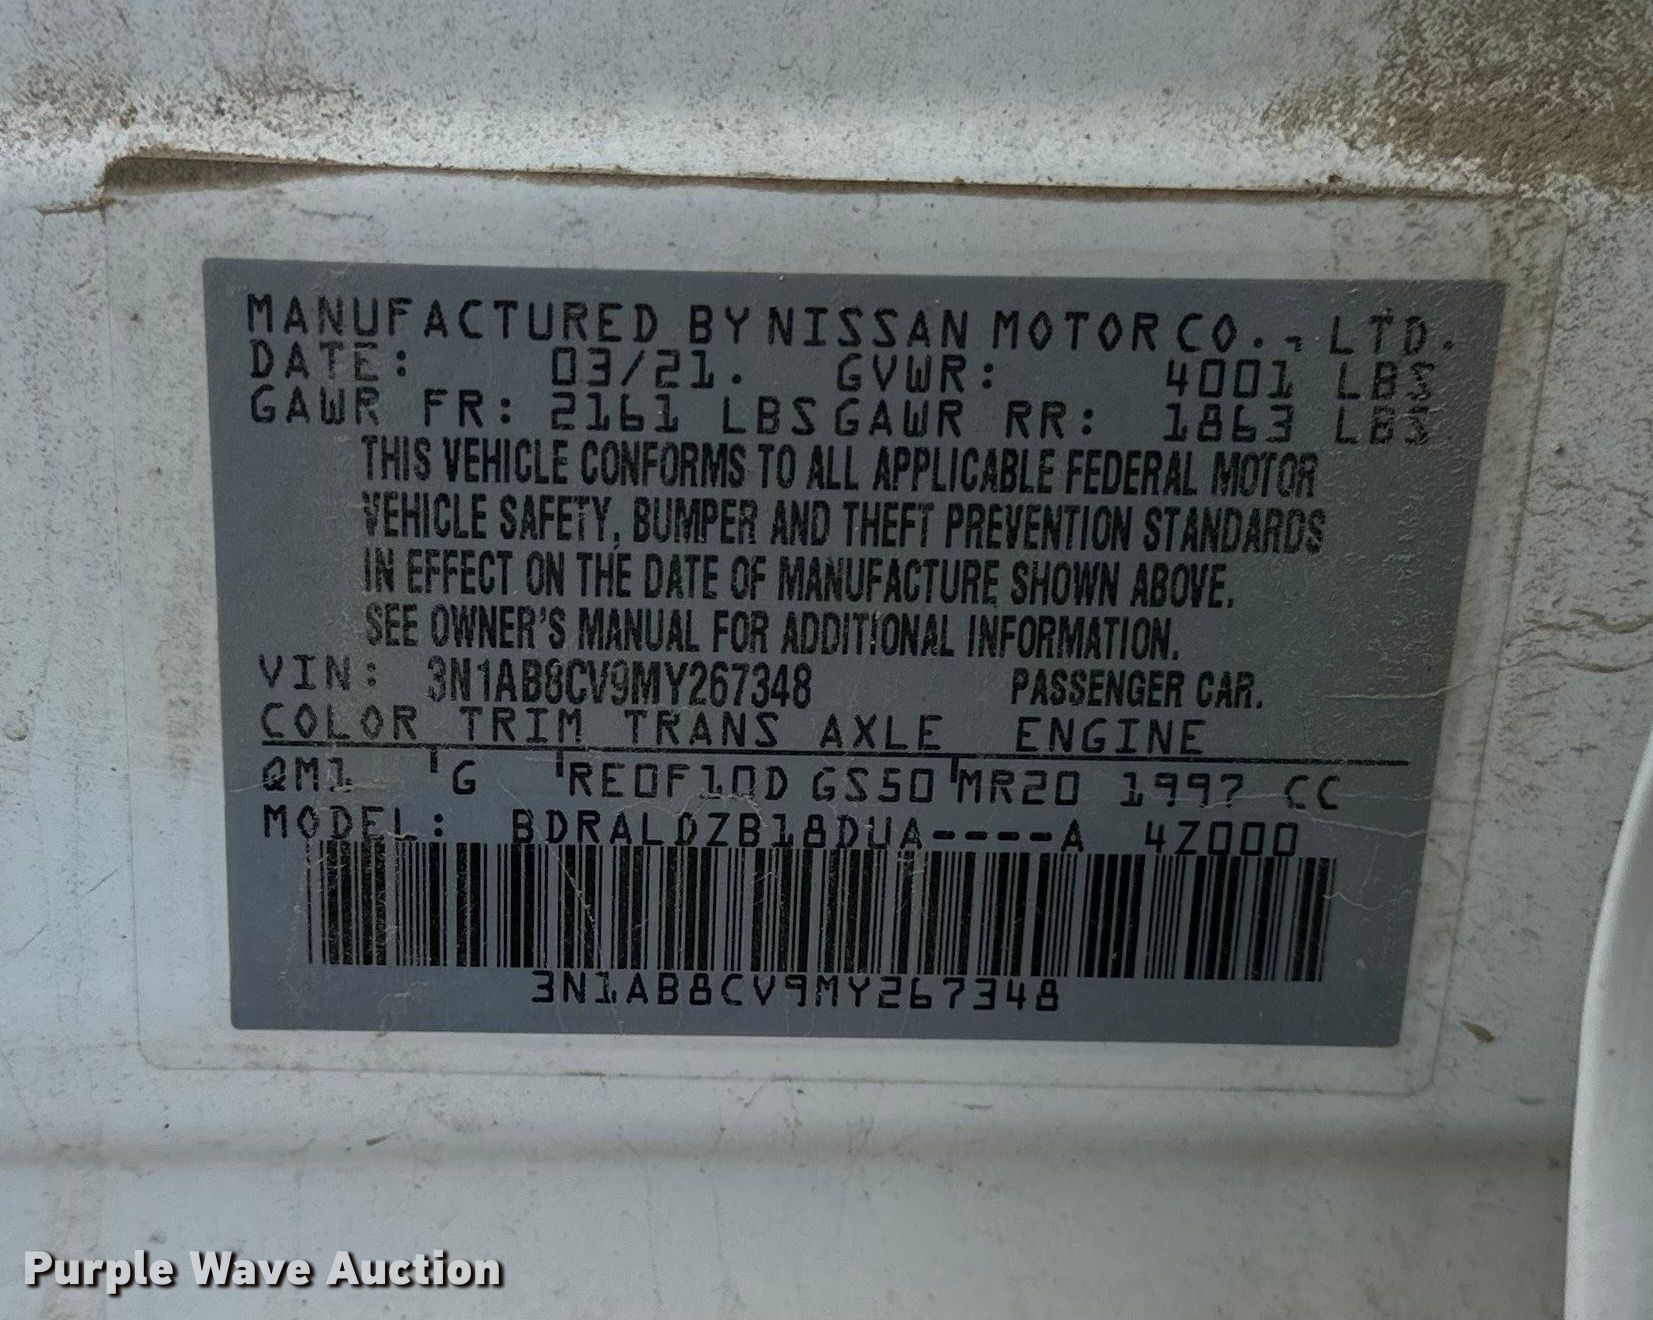 MANUFACTURED BY NISSAN MOTOR CO., LTD.
DATE: 03/21. GVWR: 4001 LBS
GAWR FR: 2161 LBS GAWR RR: 1863 LBS
THIS VEHICLE CONFORMS TO ALL APPLICABLE FEDERAL MOTOR
VEHICLE SAFETY, BUMPER AND THEFT PREVENTION STANDARDS
IN EFFECT ON THE DATE OF MANUFACTURE SHOWN ABOVE.
SEE OWNER'S MANUAL FOR ADDITIONAL INFORMATION.
VIN: 3N1AB8CV9MY267348 PASSENGER CAR.
COLOR TRIM TRANS AXLE ENGINE
QM1 G RE0F10D GS50 MR20 1997 CC
MODEL: BDRALDZB18DUA----A 4Z000
3N1AB8CV9MY267348
Purple Wave Auction